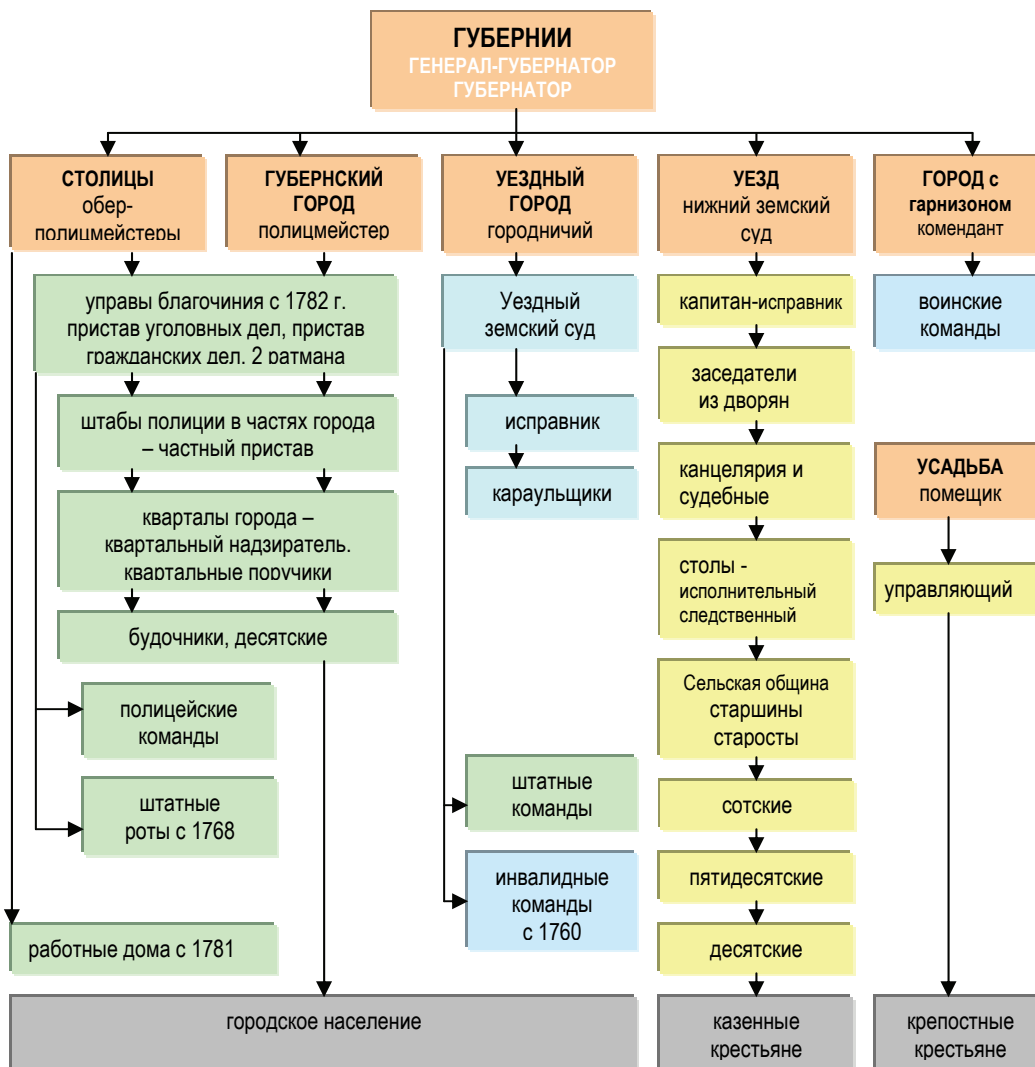 ГУБЕРНИИ
ГЕНЕРАЛ-ГУБЕРНАТОР
ГУБЕРНАТОР
СТОЛИЦЫ
обер-
полицмейстеры
ГУБЕРНСКИЙ
ГОРОД
полицмейстер
УЕЗДНЫЙ
ГОРОД
городничий
УЕЗД
нижний земский
суд
ГОРОД с
гарнизоном
комендант
управы благочиния с 1782 г.
пристав уголовных дел, пристав
гражданских дел. 2 ратмана
штабы полиции в частях города
– частный пристав
кварталы города –
квартальный надзиратель.
квартальные поручики
будочники, десятские
полицейские
команды
штатные
роты с 1768
работные дома с 1781
Уездный
земский суд
исправник
караульщики
штатные
команды
инвалидные
команды
с 1760
капитан-исправник
заседатели
из дворян
канцелярия и
судебные
столы -
исполнительный
следственный
Сельская община
старшины
старосты
сотские
пятидесятские
десятские
воинские
команды
УСАДЬБА
помещик
управляющий
городское население
казенные
крестьяне
крепостные
крестьяне